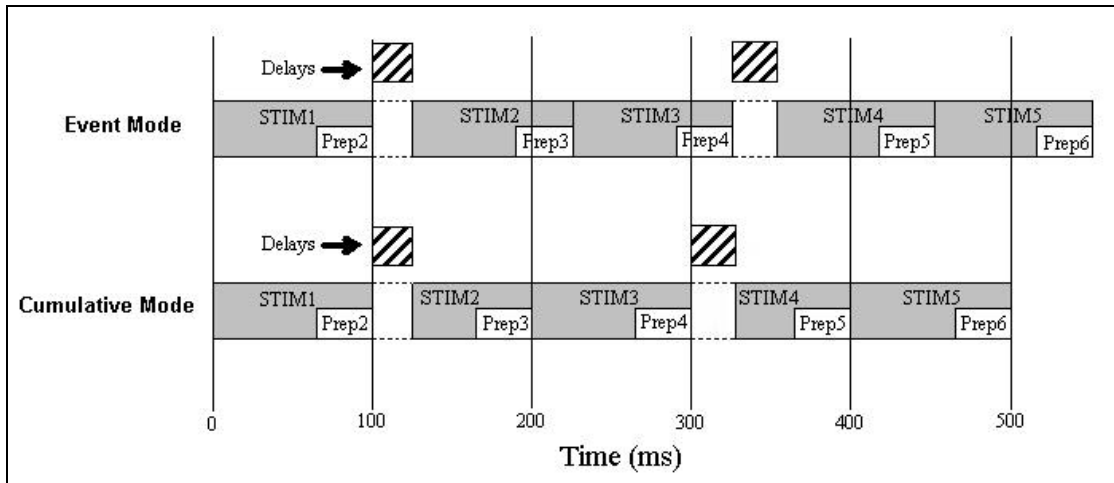 Delays
Event Mode
STIM1
Prep2
STIM2
Prep3
STIM3
Prep4
STIM4
Prep5
STIM5
Prep6
Delays
Cumulative Mode
STIM1
Prep2
STIM2
Prep3
STIM3
Prep4
STIM4
Prep5
STIM5
Prep6
0 100 200 300 400 500
Time (ms)